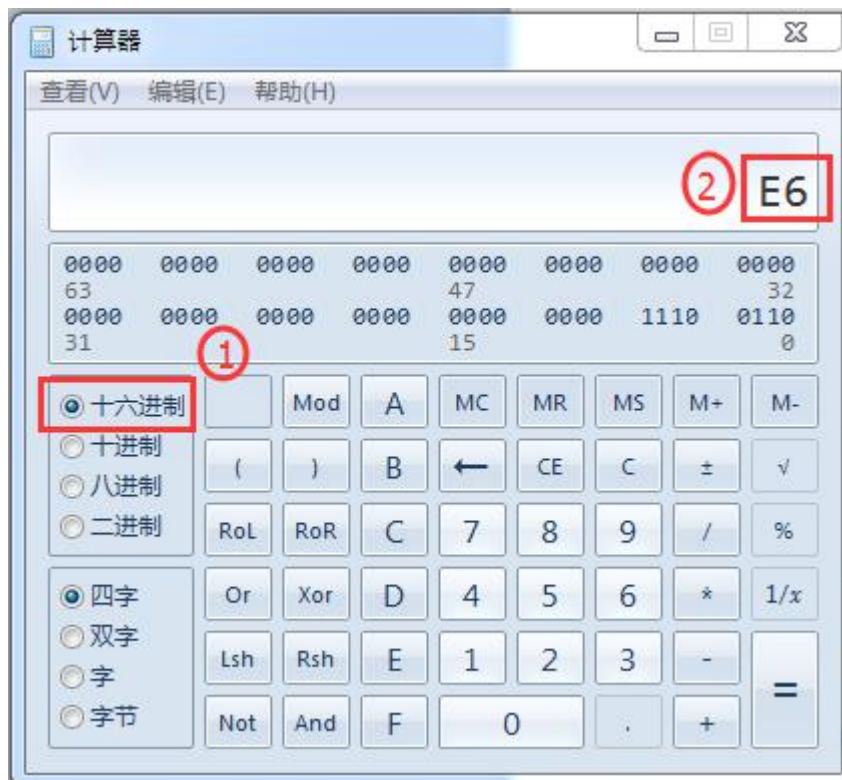 计算器
查看(V) 编辑(E) 帮助(H)
② E6
0000 0000 0000 0000 0000 0000 0000 0000
63 47 32
0000 0000 0000 0000 0000 0000 1110 0110
31 15 0
①
十六进制 Mod A MC MR MS M+ M-
十进制
八进制 ( ) B ← CE C ± √
二进制 RoL RoR C 7 8 9 / %
四字 Or Xor D 4 5 6 * 1/x
双字
字 Lsh Rsh E 1 2 3 - =
字节 Not And F 0 . +